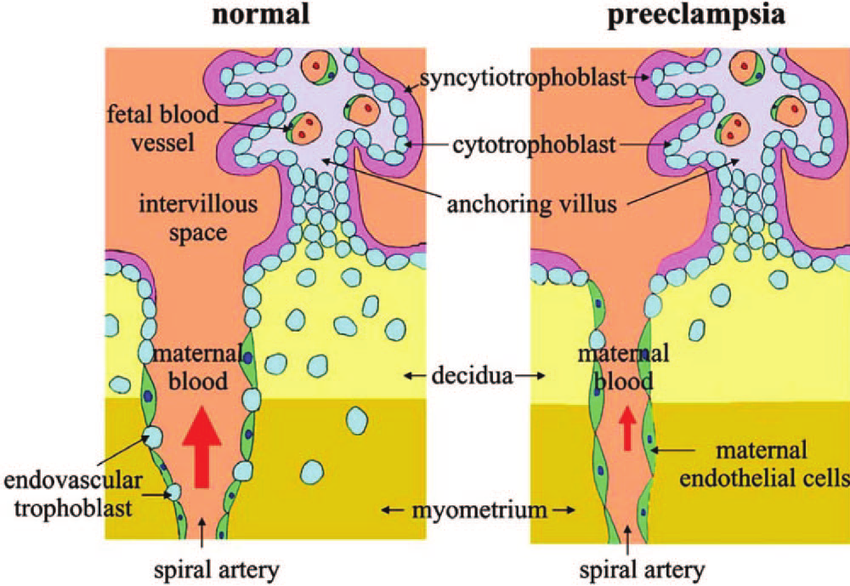 normal
preeclampsia
syncytiotrophoblast
fetal blood
vessel
cytotrophoblast
anchoring villus
intervillous
space
maternal
blood
maternal
blood
decidua
endovascular
trophoblast
maternal
endothelial cells
myometrium
spiral artery
spiral artery